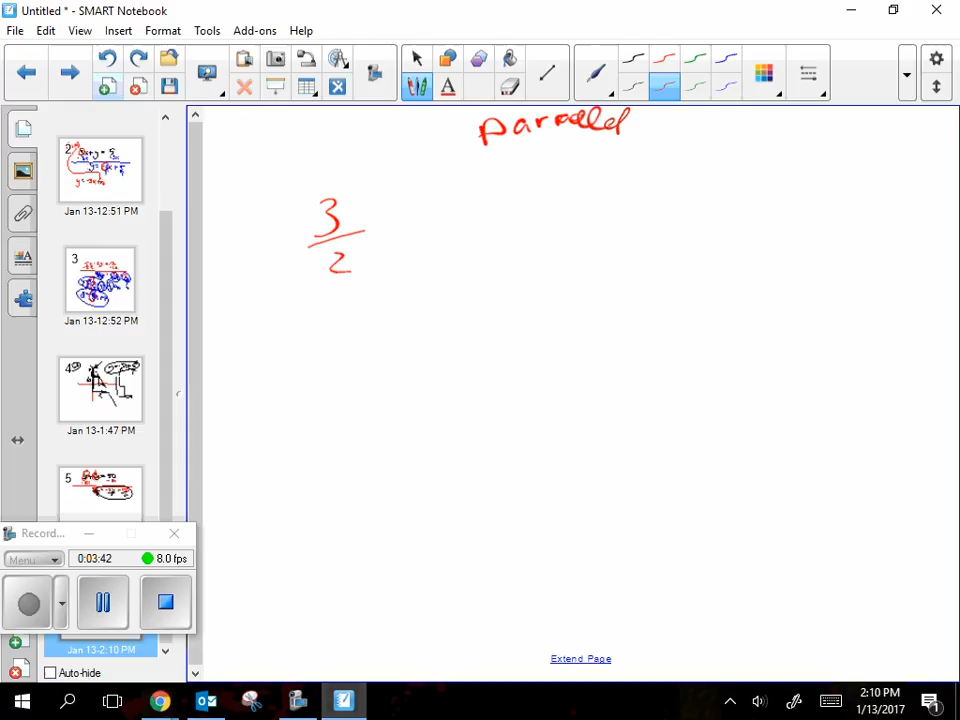 Untitled * - SMART Notebook
File Edit View Insert Format Tools Add-ons Help
parallel
3
2
2
Jan 13-12:51 PM
3
Jan 13-12:52 PM
4
Jan 13-1:47 PM
5
Record...
Menu
0:03:42
8.0 fps
Jan 13-2:10 PM
Auto-hide
Extend Page
2:10 PM
1/13/2017